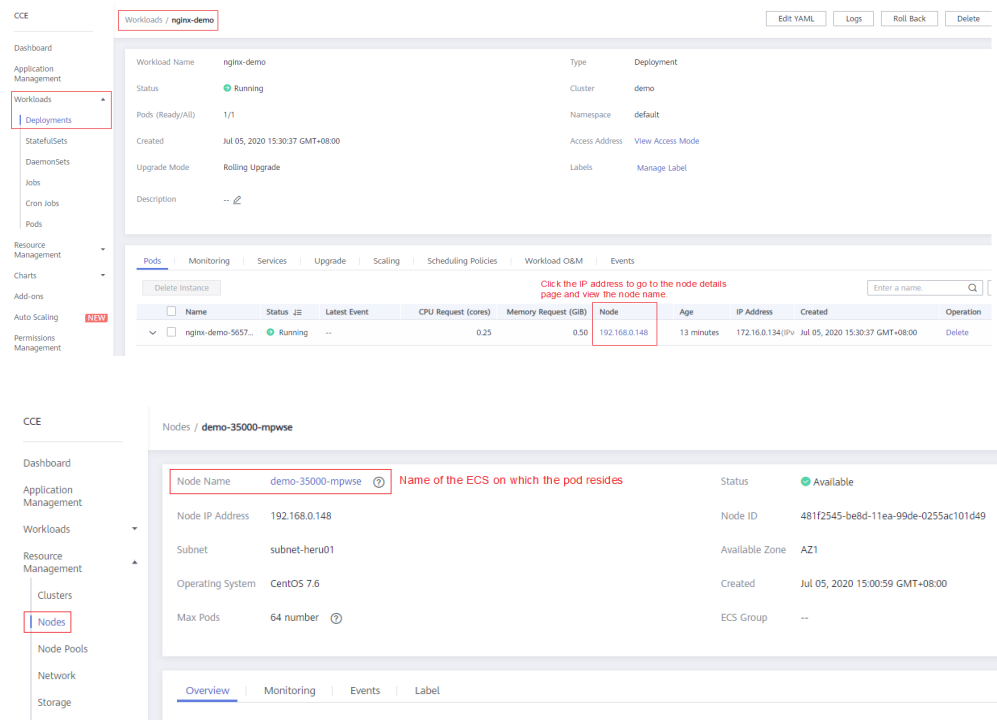 CCE
Workloads / nginx-demo
Edit YAML Logs Roll Back Delete
Dashboard
Application
Management
Workloads
Deployments
StatefulSets
DaemonSets
Jobs
Cron Jobs
Pods
Resource
Management
Charts
Add-ons
Auto Scaling NEW
Permissions
Management
Workload Name nginx-demo Type Deployment
Status Running Cluster demo
Pods (Ready/All) 1/1 Namespace default
Created Jul 05, 2020 15:30:37 GMT+08:00 Access Address View Access Mode
Upgrade Mode Rolling Upgrade Labels Manage Label
Description --
Pods Monitoring Services Upgrade Scaling Scheduling Policies Workload O&M Events
Delete Instance
Click the IP address to go to the node details
page and view the node name.
Enter a name.
Name Status Latest Event CPU Request (cores) Memory Request (GiB) Node Age IP Address Created Operation
nginx-demo-5657... Running -- 0.25 0.50 192.168.0.148 13 minutes 172.16.0.134(IPv Jul 05, 2020 15:30:37 GMT+08:00 Delete
CCE
Nodes / demo-35000-mpwse
Dashboard
Application
Management
Workloads
Resource
Management
Clusters
Nodes
Node Pools
Network
Storage
Node Name demo-35000-mpwse Name of the ECS on which the pod resides Status Available
Node IP Address 192.168.0.148 Node ID 481f2545-be8d-11ea-99de-0255ac101d49
Subnet subnet-heru01 Available Zone AZ1
Operating System CentOS 7.6 Created Jul 05, 2020 15:00:59 GMT+08:00
Max Pods 64 number ECS Group --
Overview Monitoring Events Label